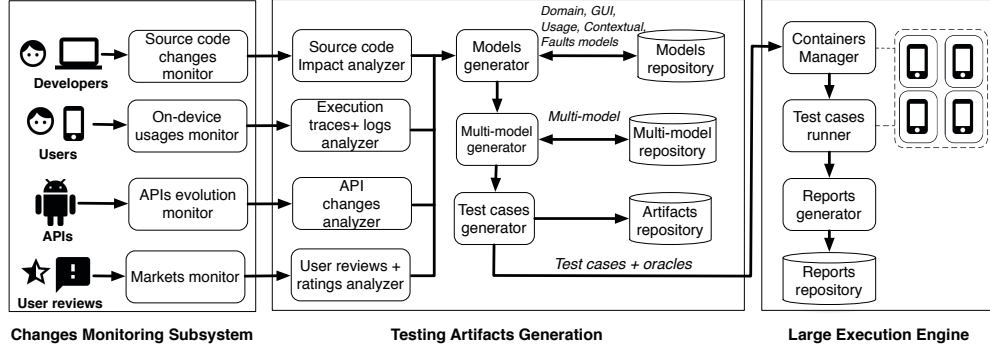 Developers
Users
APIs
User reviews
Source code
changes
monitor
On-device
usages monitor
APIs evolution
monitor
Markets monitor
Changes Monitoring Subsystem
Source code
Impact analyzer
Execution
traces+ logs
analyzer
API
changes
analyzer
User reviews +
ratings analyzer
Models
generator
Domain, GUI,
Usage, Contextual,
Faults models
Models
repository
Multi-model
generator
Multi-model
Multi-model
repository
Test cases
generator
Artifacts
repository
Test cases + oracles
Testing Artifacts Generation
Containers
Manager
Test cases
runner
Reports
generator
Reports
repository
Large Execution Engine